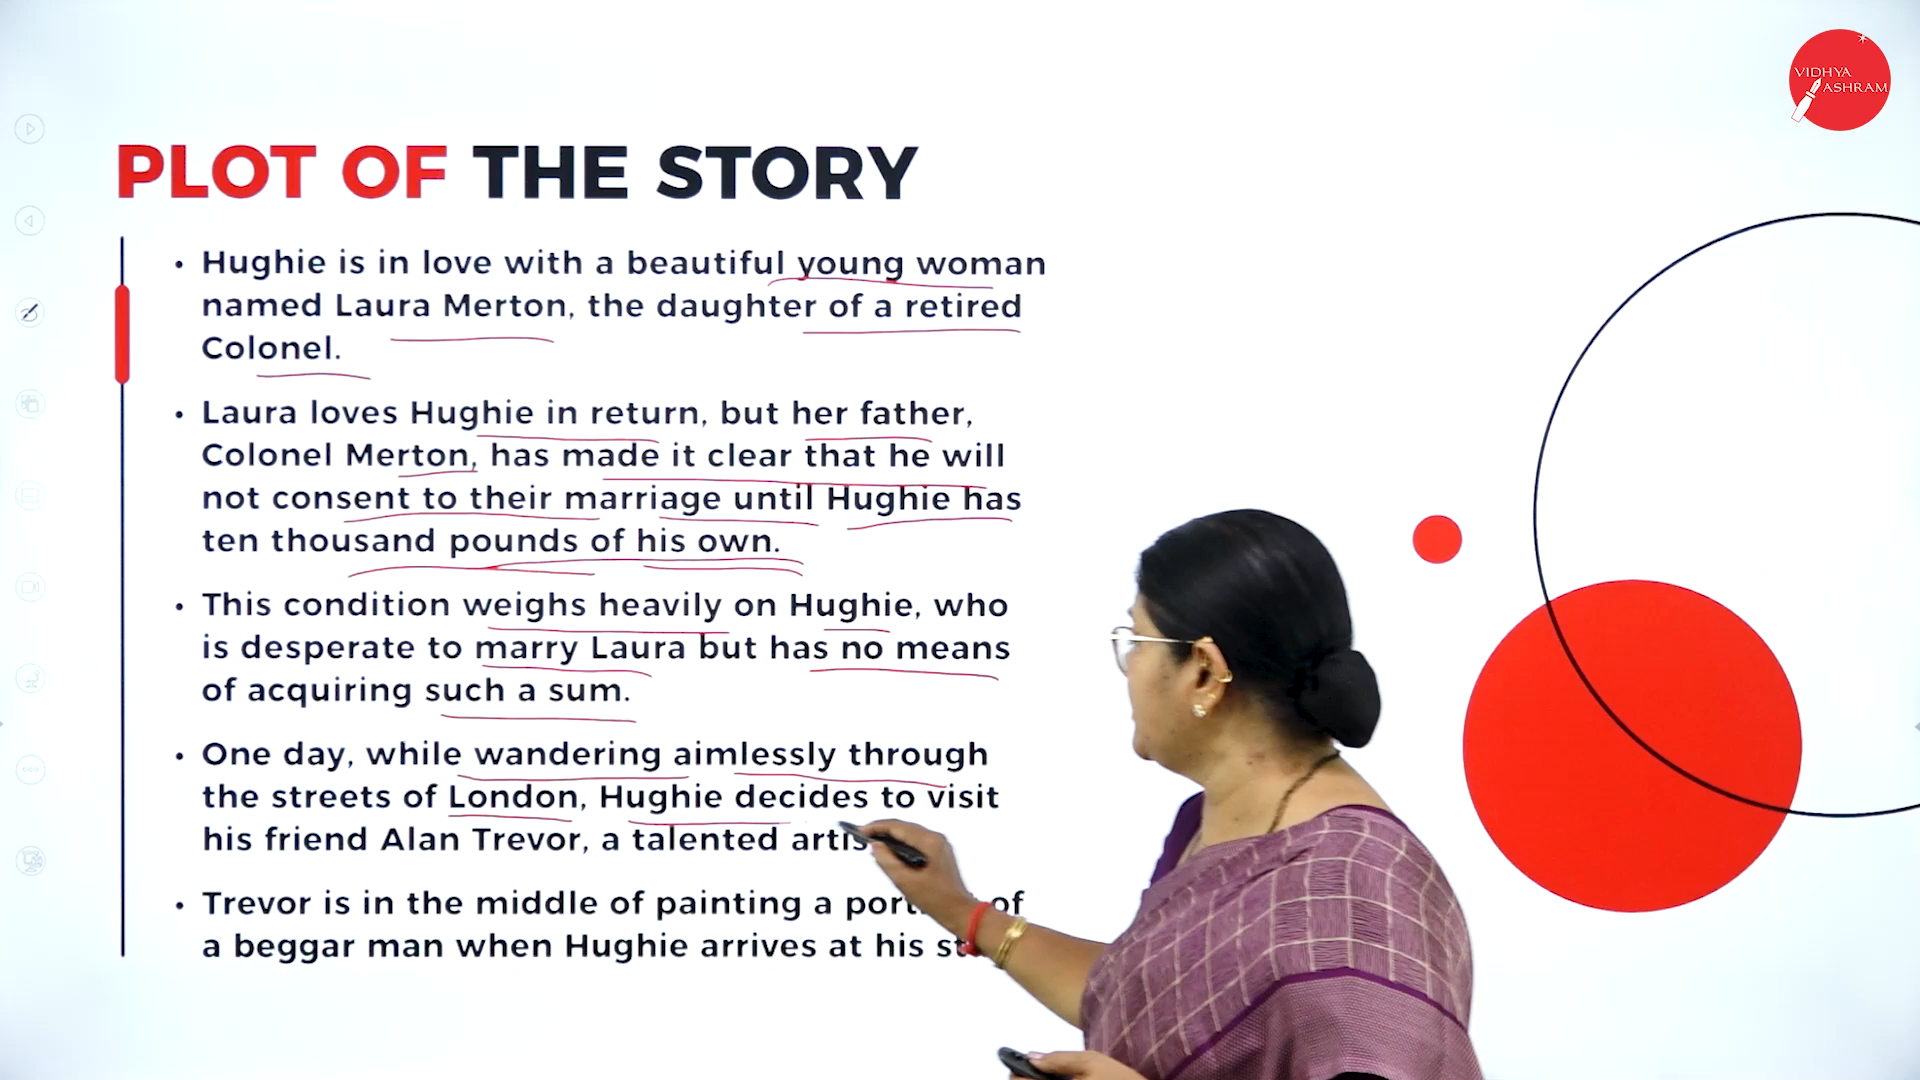 VIDHYA
ASHRAM
PLOT OF THE STORY
• Hughie is in love with a beautiful young woman
named Laura Merton, the daughter of a retired
Colonel.
• Laura loves Hughie in return, but her father,
Colonel Merton, has made it clear that he will
not consent to their marriage until Hughie has
ten thousand pounds of his own.
• This condition weighs heavily on Hughie, who
is desperate to marry Laura but has no means
of acquiring such a sum.
• One day, while wandering aimlessly through
the streets of London, Hughie decides to visit
his friend Alan Trevor, a talented
• Trevor is in the middle of painting a of
a beggar man when Hughie arrives at his